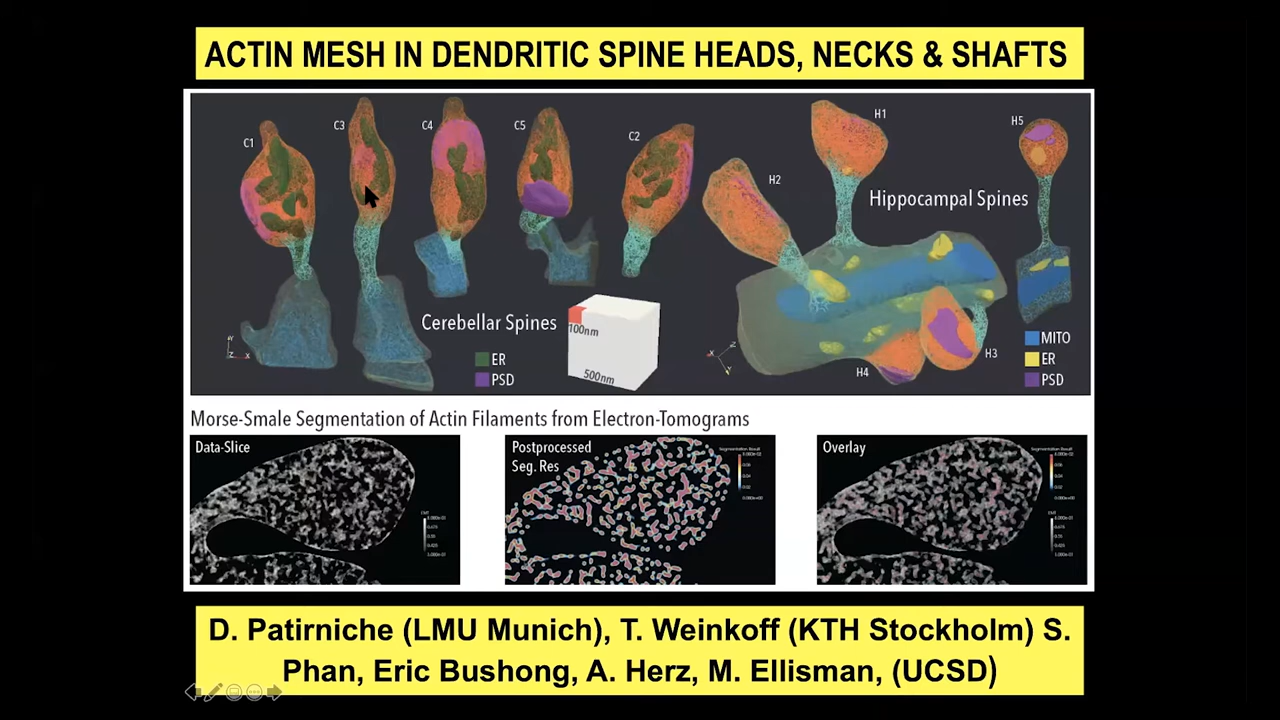 ACTIN MESH IN DENDRITIC SPINE HEADS, NECKS & SHAFTS
C1
C3
C4
C5
C2
H1
H2
H5
Hippocampal Spines
Cerebellar Spines
ER
PSD
100nm
500nm
H4
H3
MITO
ER
PSD
Morse-Smale Segmentation of Actin Filaments from Electron-Tomograms
Data-Slice
Postprocessed
Seg. Res
Overlay
D. Patirniche (LMU Munich), T. Weinkoff (KTH Stockholm) S.
Phan, Eric Bushong, A. Herz, M. Ellisman, (UCSD)